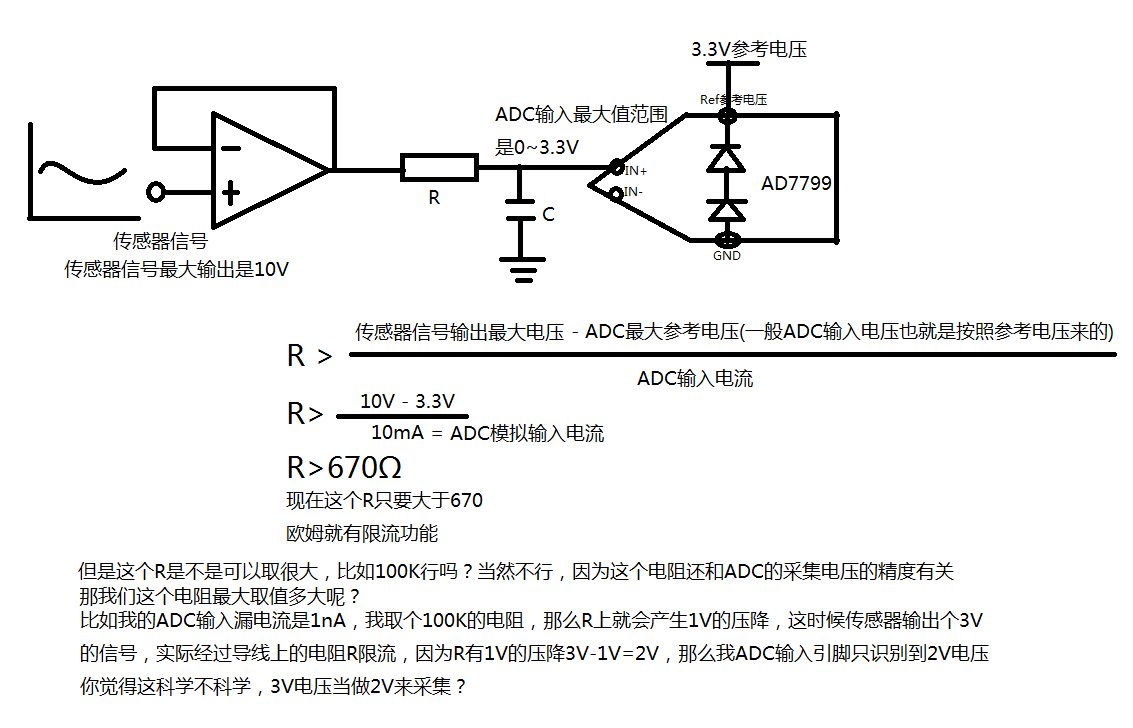 3.3V参考电压
Ref参考电压
ADC输入最大值范围
是0~3.3V
IN+
IN-
AD7799
R
C
GND
传感器信号
传感器信号最大输出是10V
R > 传感器信号输出最大电压 - ADC最大参考电压(一般ADC输入电压也就是按照参考电压来的)
ADC输入电流
R> 10V - 3.3V
10mA = ADC模拟输入电流
R>670Ω
现在这个R只要大于670
欧姆就有限流功能
但是这个R是不是可以取很大，比如100K行吗？当然不行，因为这个电阻还和ADC的采集电压的精度有关
那我们这个电阻最大取值多大呢？
比如我的ADC输入漏电流是1nA，我取个100K的电阻，那么R上就会产生1V的压降，这时候传感器输出个3V
的信号，实际经过导线上的电阻R限流，因为R有1V的压降3V-1V=2V，那么我ADC输入引脚只识别到2V电压
你觉得这科学不科学，3V电压当做2V来采集？